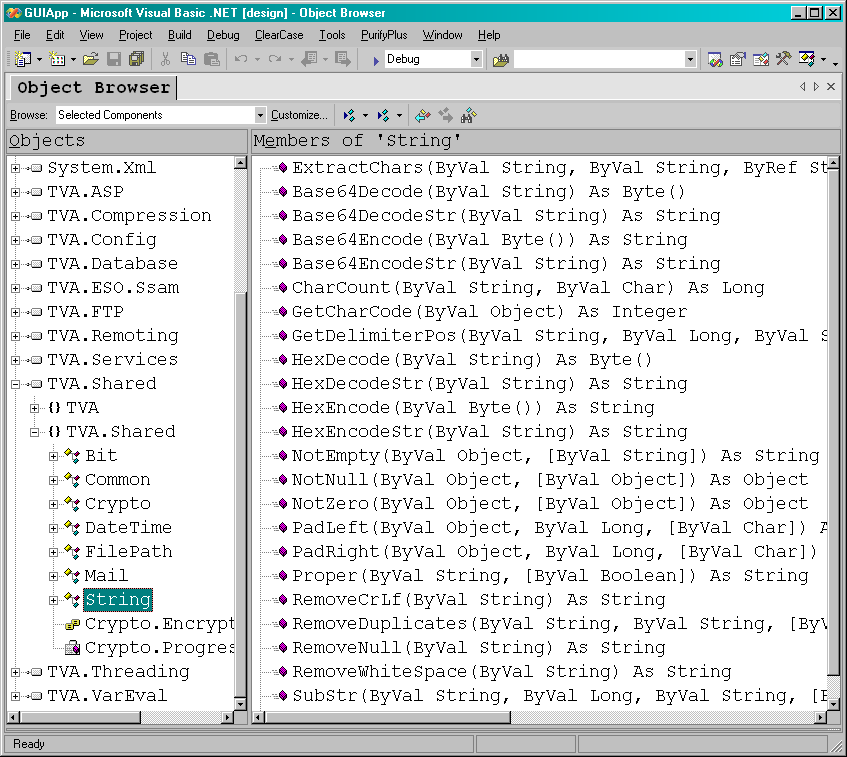 GUIApp - Microsoft Visual Basic .NET [design] - Object Browser
File Edit View Project Build Debug ClearCase Tools PurifyPlus Window Help
Debug
Object Browser
Browse: Selected Components Customize...
Objects
System.Xml
TVA.ASP
TVA.Compression
TVA.Config
TVA.Database
TVA.ESO.Ssam
TVA.FTP
TVA.Remoting
TVA.Services
TVA.Shared
{} TVA
{} TVA.Shared
Bit
Common
Crypto
DateTime
FilePath
Mail
String
Crypto.Encrypt
Crypto.Progres
TVA.Threading
TVA.VarEval
Members of 'String'
ExtractChars(ByVal String, ByVal String, ByRef St
Base64Decode(ByVal String) As Byte()
Base64DecodeStr(ByVal String) As String
Base64Encode(ByVal Byte()) As String
Base64EncodeStr(ByVal String) As String
CharCount(ByVal String, ByVal Char) As Long
GetCharCode(ByVal Object) As Integer
GetDelimiterPos(ByVal String, ByVal Long, ByVal S
HexDecode(ByVal String) As Byte()
HexDecodeStr(ByVal String) As String
HexEncode(ByVal Byte()) As String
HexEncodeStr(ByVal String) As String
NotEmpty(ByVal Object, [ByVal String]) As String
NotNull(ByVal Object, [ByVal Object]) As Object
NotZero(ByVal Object, [ByVal Object]) As Object
PadLeft(ByVal Object, ByVal Long, [ByVal Char]) A
PadRight(ByVal Object, ByVal Long, [ByVal Char])
Proper(ByVal String, [ByVal Boolean]) As String
RemoveCrLf(ByVal String) As String
RemoveDuplicates(ByVal String, ByVal String, [ByV
RemoveNull(ByVal String) As String
RemoveWhiteSpace(ByVal String) As String
SubStr(ByVal String, ByVal Long, ByVal String, [B
Ready